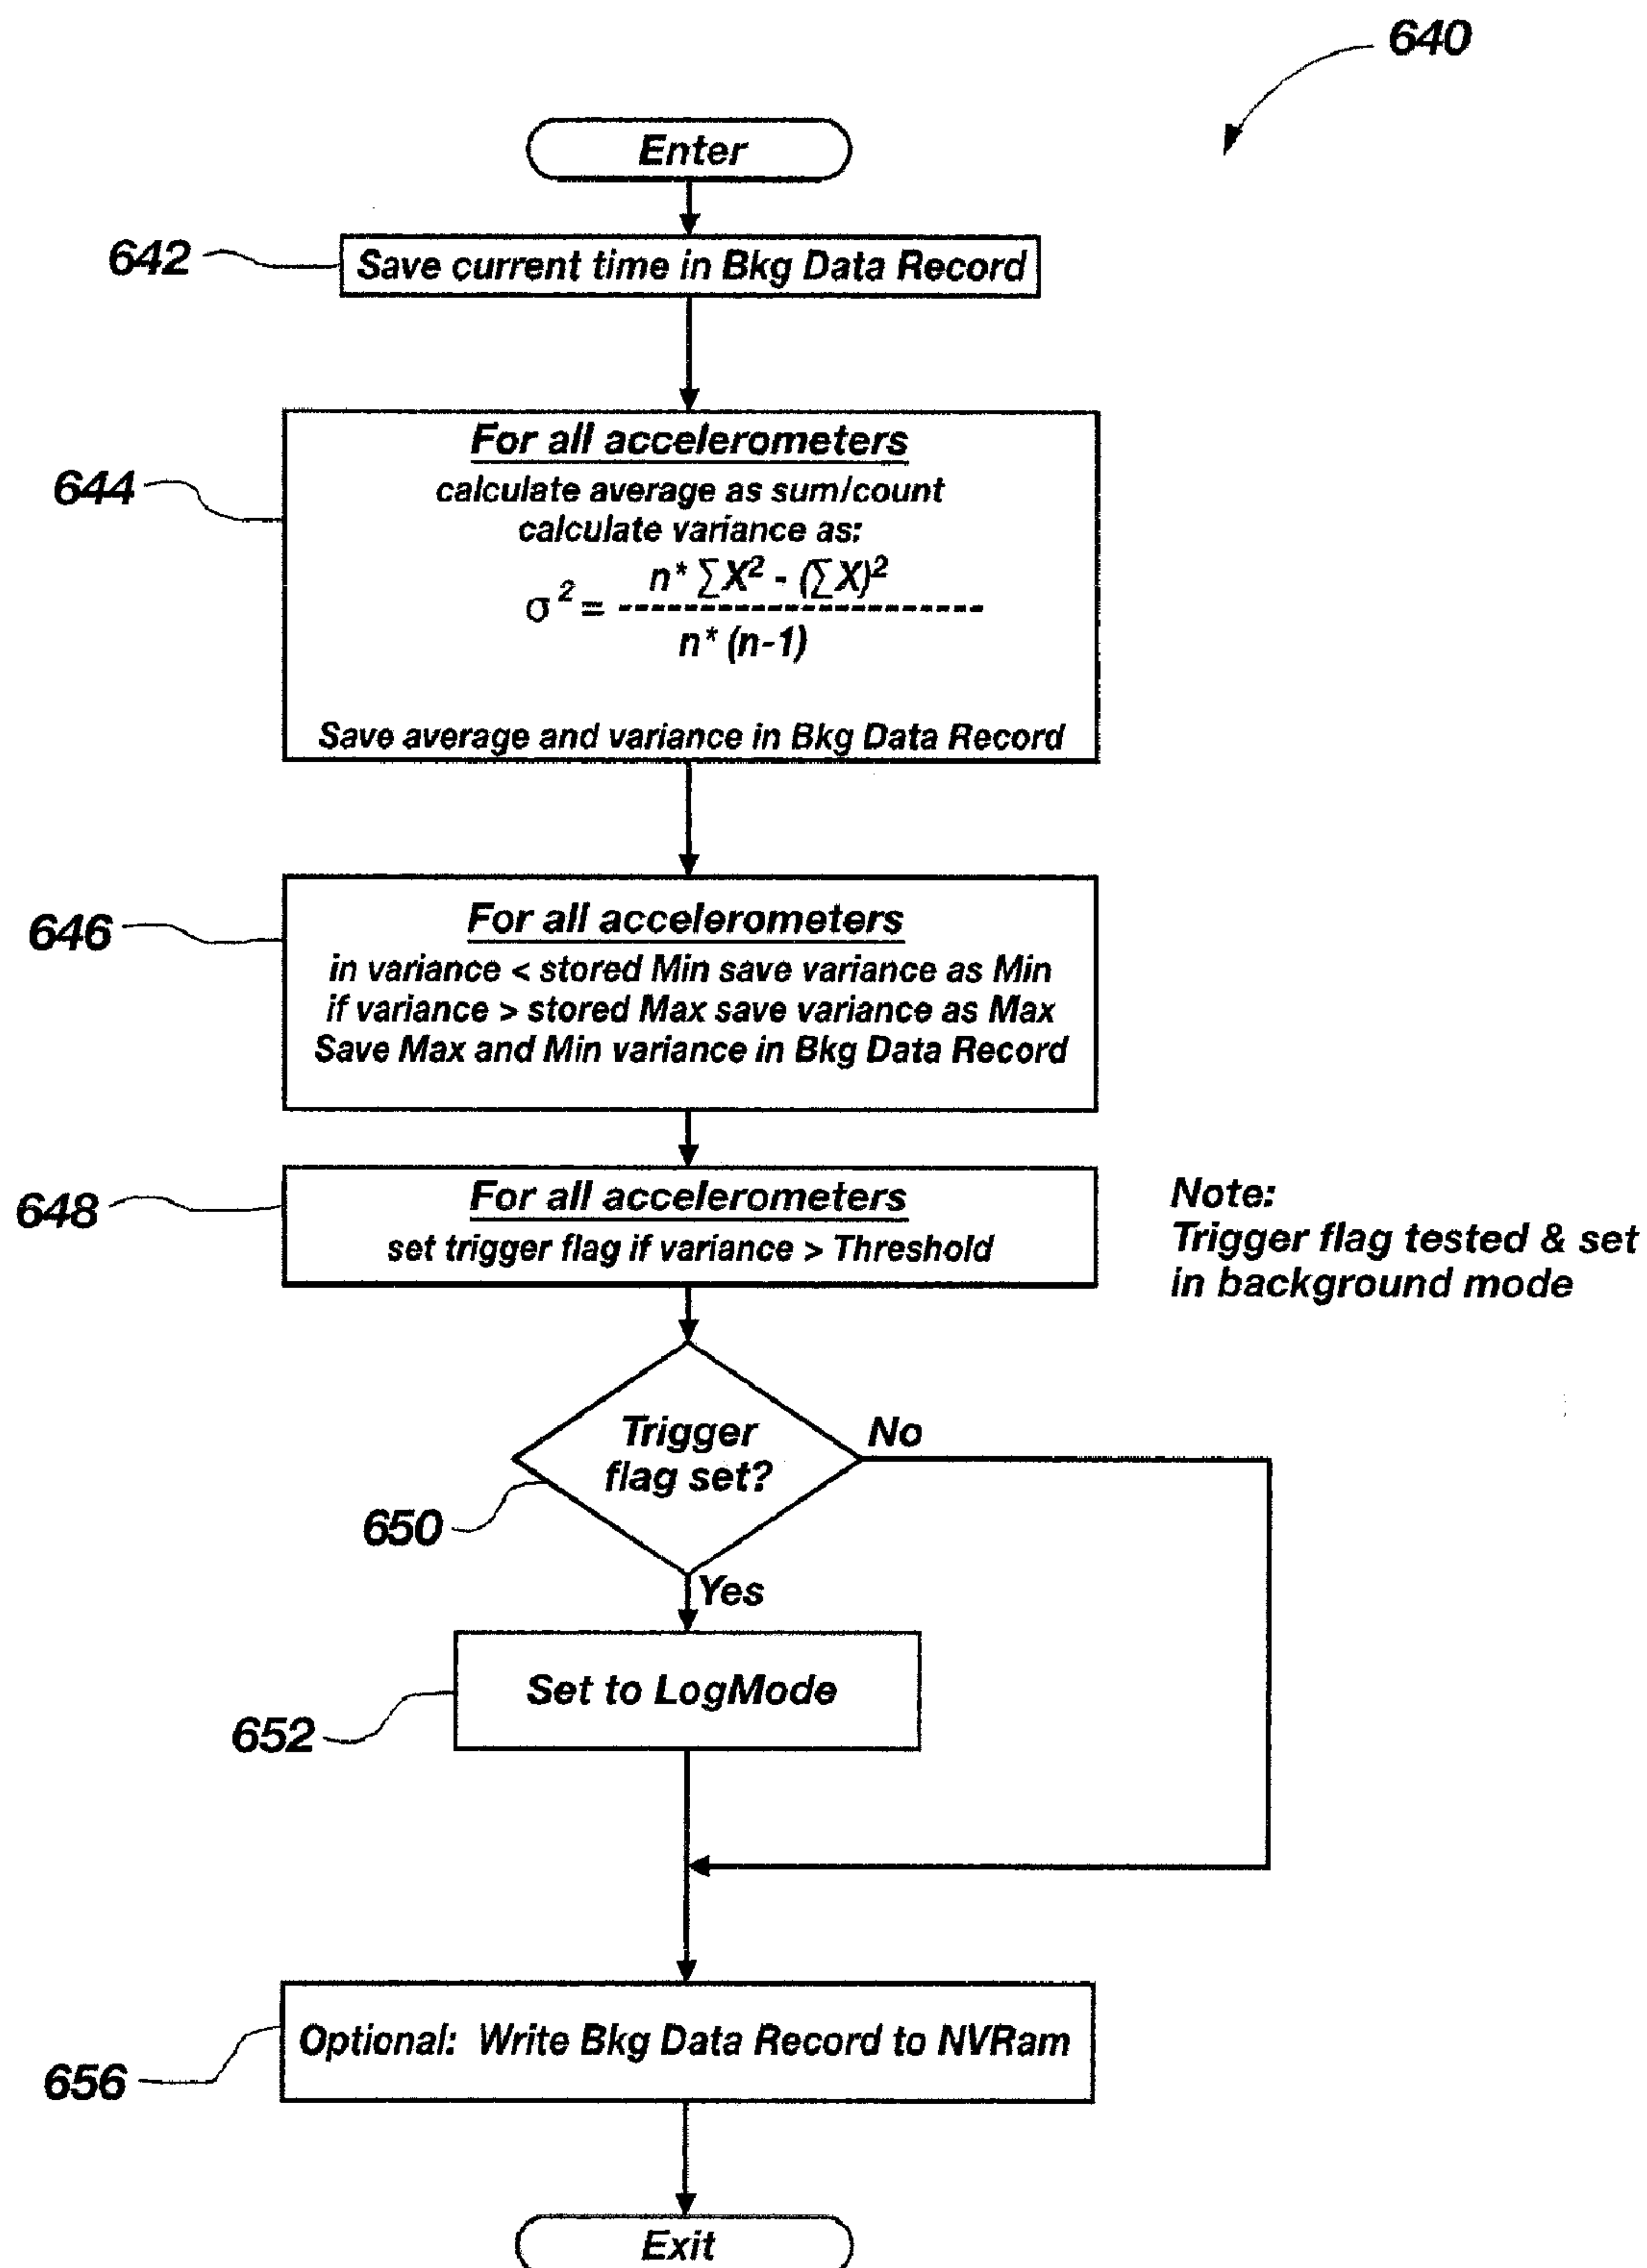 640
Enter
642
Save current time in Bkg Data Record
644
For all accelerometers
calculate average as sum/count
calculate variance as:
σ² = n* ∑X² - (∑X)²
n* (n-1)
Save average and variance in Bkg Data Record
646
For all accelerometers
in variance < stored Min save variance as Min
if variance > stored Max save variance as Max
Save Max and Min variance in Bkg Data Record
648
For all accelerometers
set trigger flag if variance > Threshold
Note:
Trigger flag tested & set
in background mode
Trigger
flag set?
No
650
Yes
Set to LogMode
652
Optional: Write Bkg Data Record to NVRam
656
Exit